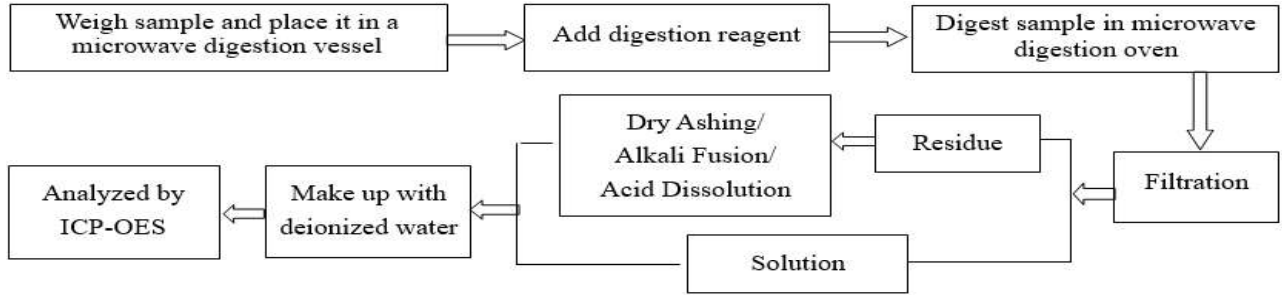 Weigh sample and place it in a
microwave digestion vessel
Add digestion reagent
Digest sample in microwave
digestion oven
Filtration
Residue
Dry Ashing/
Alkali Fusion/
Acid Dissolution
Solution
Make up with
deionized water
Analyzed by
ICP-OES